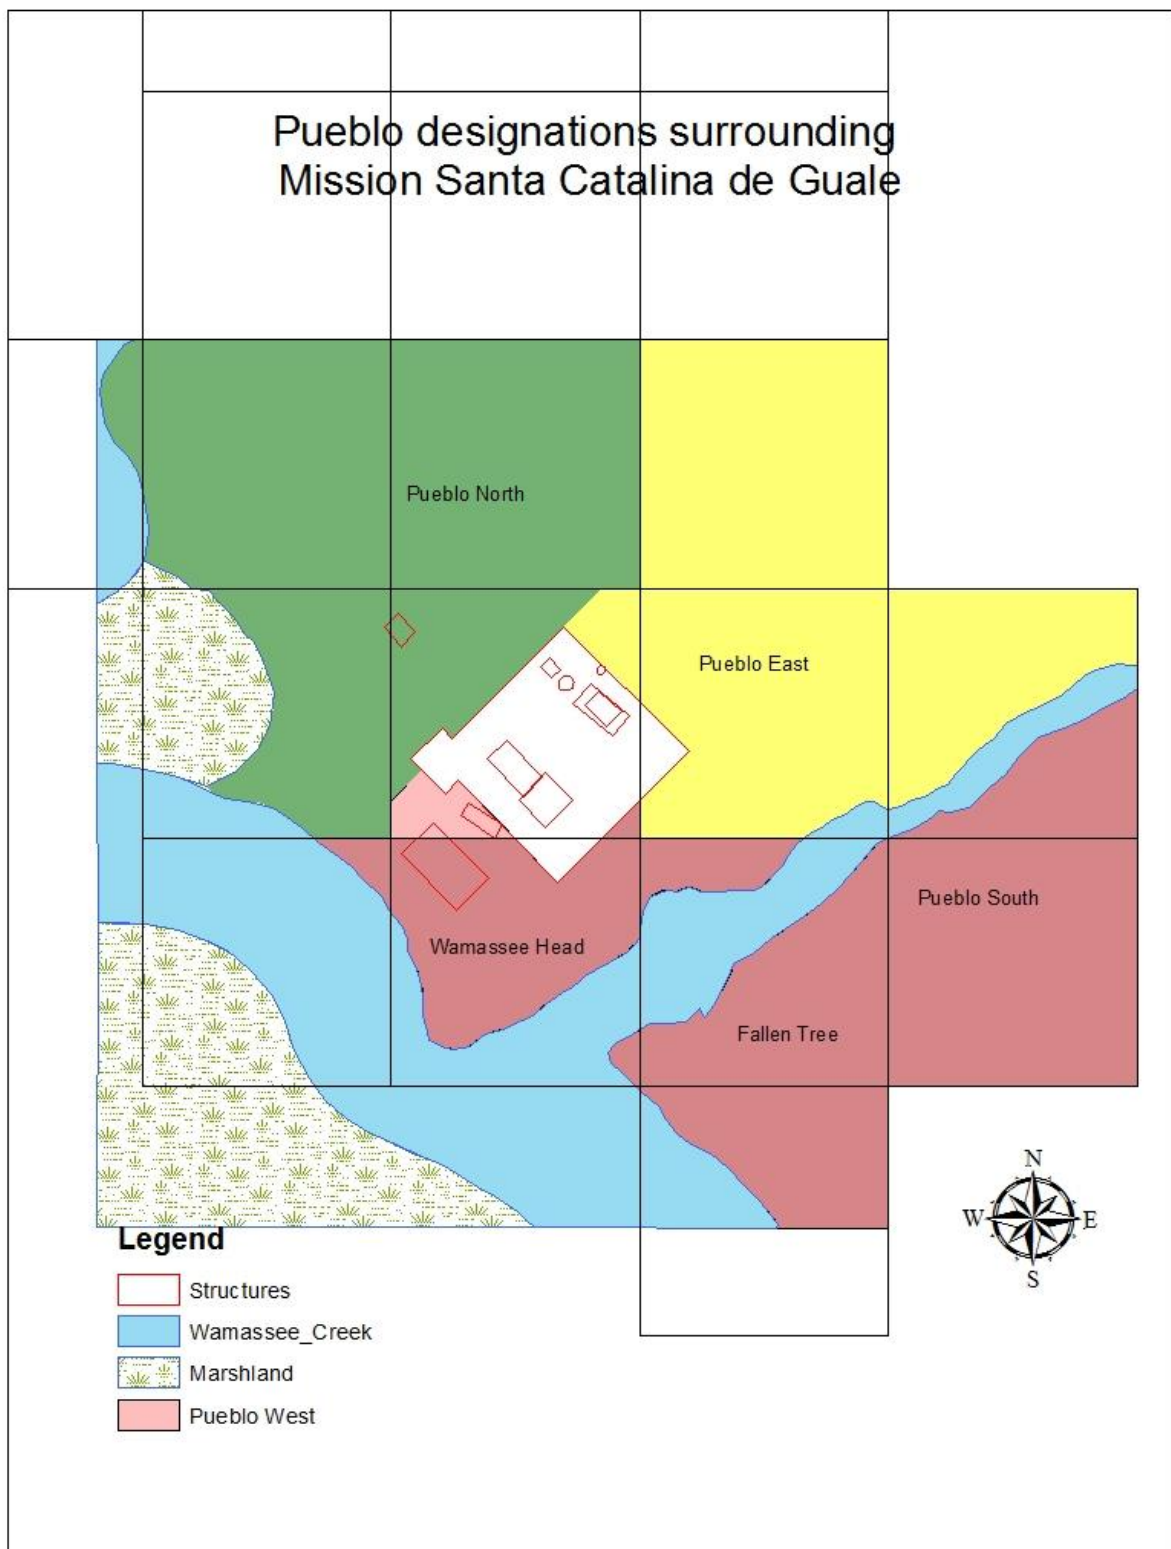 Pueblo designations surrounding
Mission Santa Catalina de Guale
Pueblo North
Pueblo East
Pueblo South
Wamassee Head
Fallen Tree
N
W
E
S
Legend
Structures
Wamassee_Creek
Marshland
Pueblo West